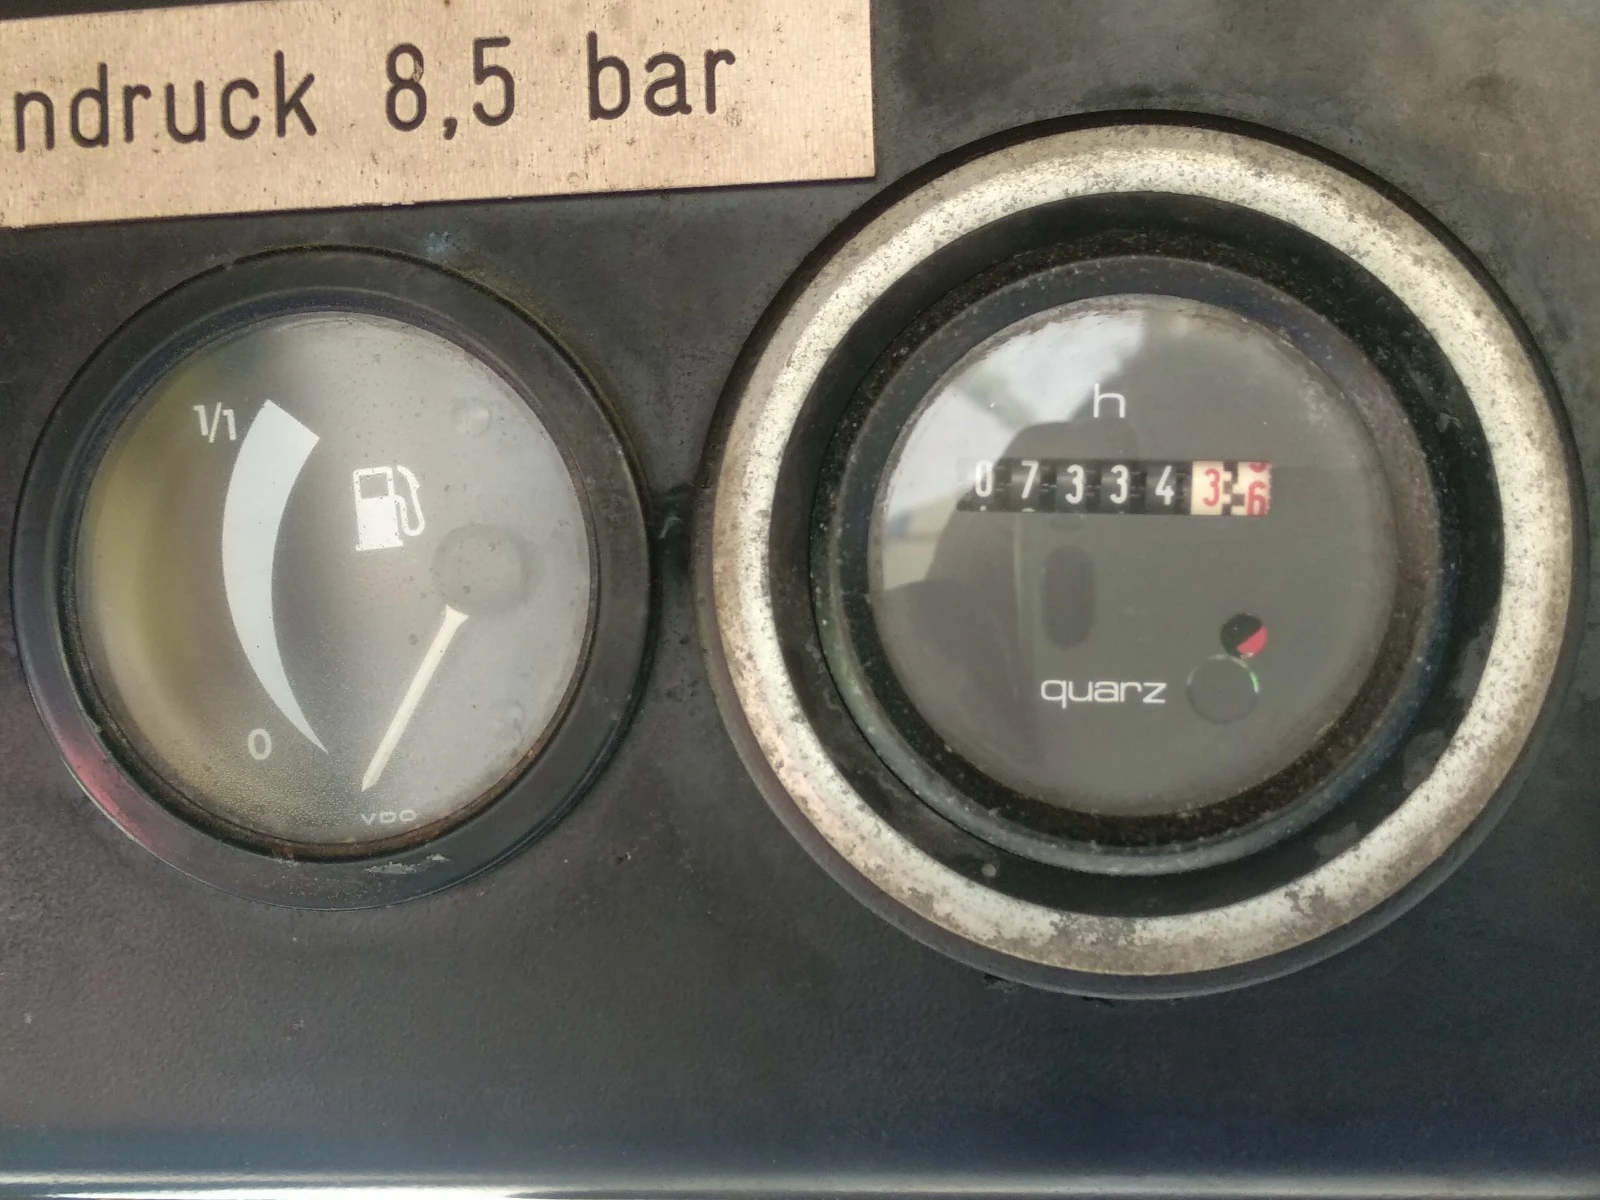 ndruck 8,5 bar
1/1
0
VDO
h
0733436
quarz